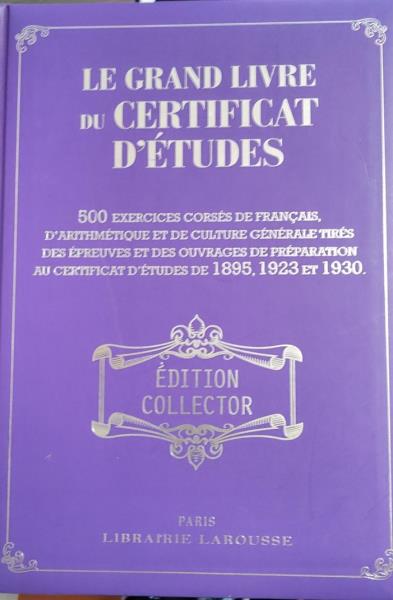 LE GRAND LIVRE
DU CERTIFICAT
D'ÉTUDES
500 EXERCICES CORSÉS DE FRANÇAIS,
D'ARITHMÉTIQUE ET DE CULTURE GÉNÉRALE TIRÉS
DES ÉPREUVES ET DES OUVRAGES DE PRÉPARATION
AU CERTIFICAT D'ÉTUDES DE 1895, 1923 ET 1930.
ÉDITION
COLLECTOR
PARIS
LIBRAIRIE LAROUSSE